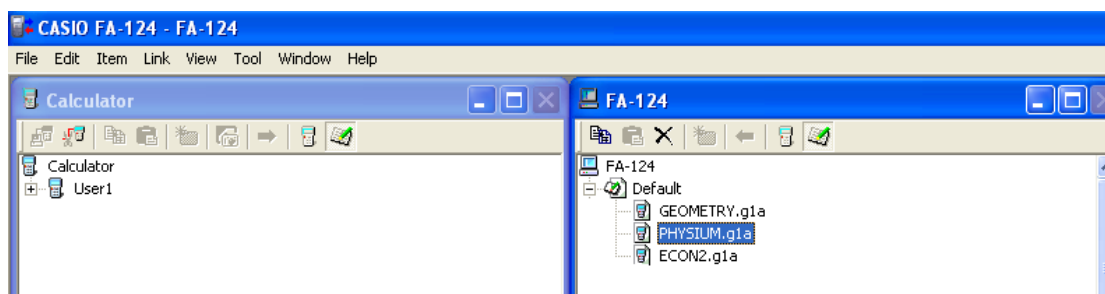 CASIO FA-124 - FA-124
File Edit Item Link View Tool Window Help
Calculator
FA-124
Calculator
User1
FA-124
Default
GEOMETRY.g1a
PHYSIUM.g1a
ECON2.g1a